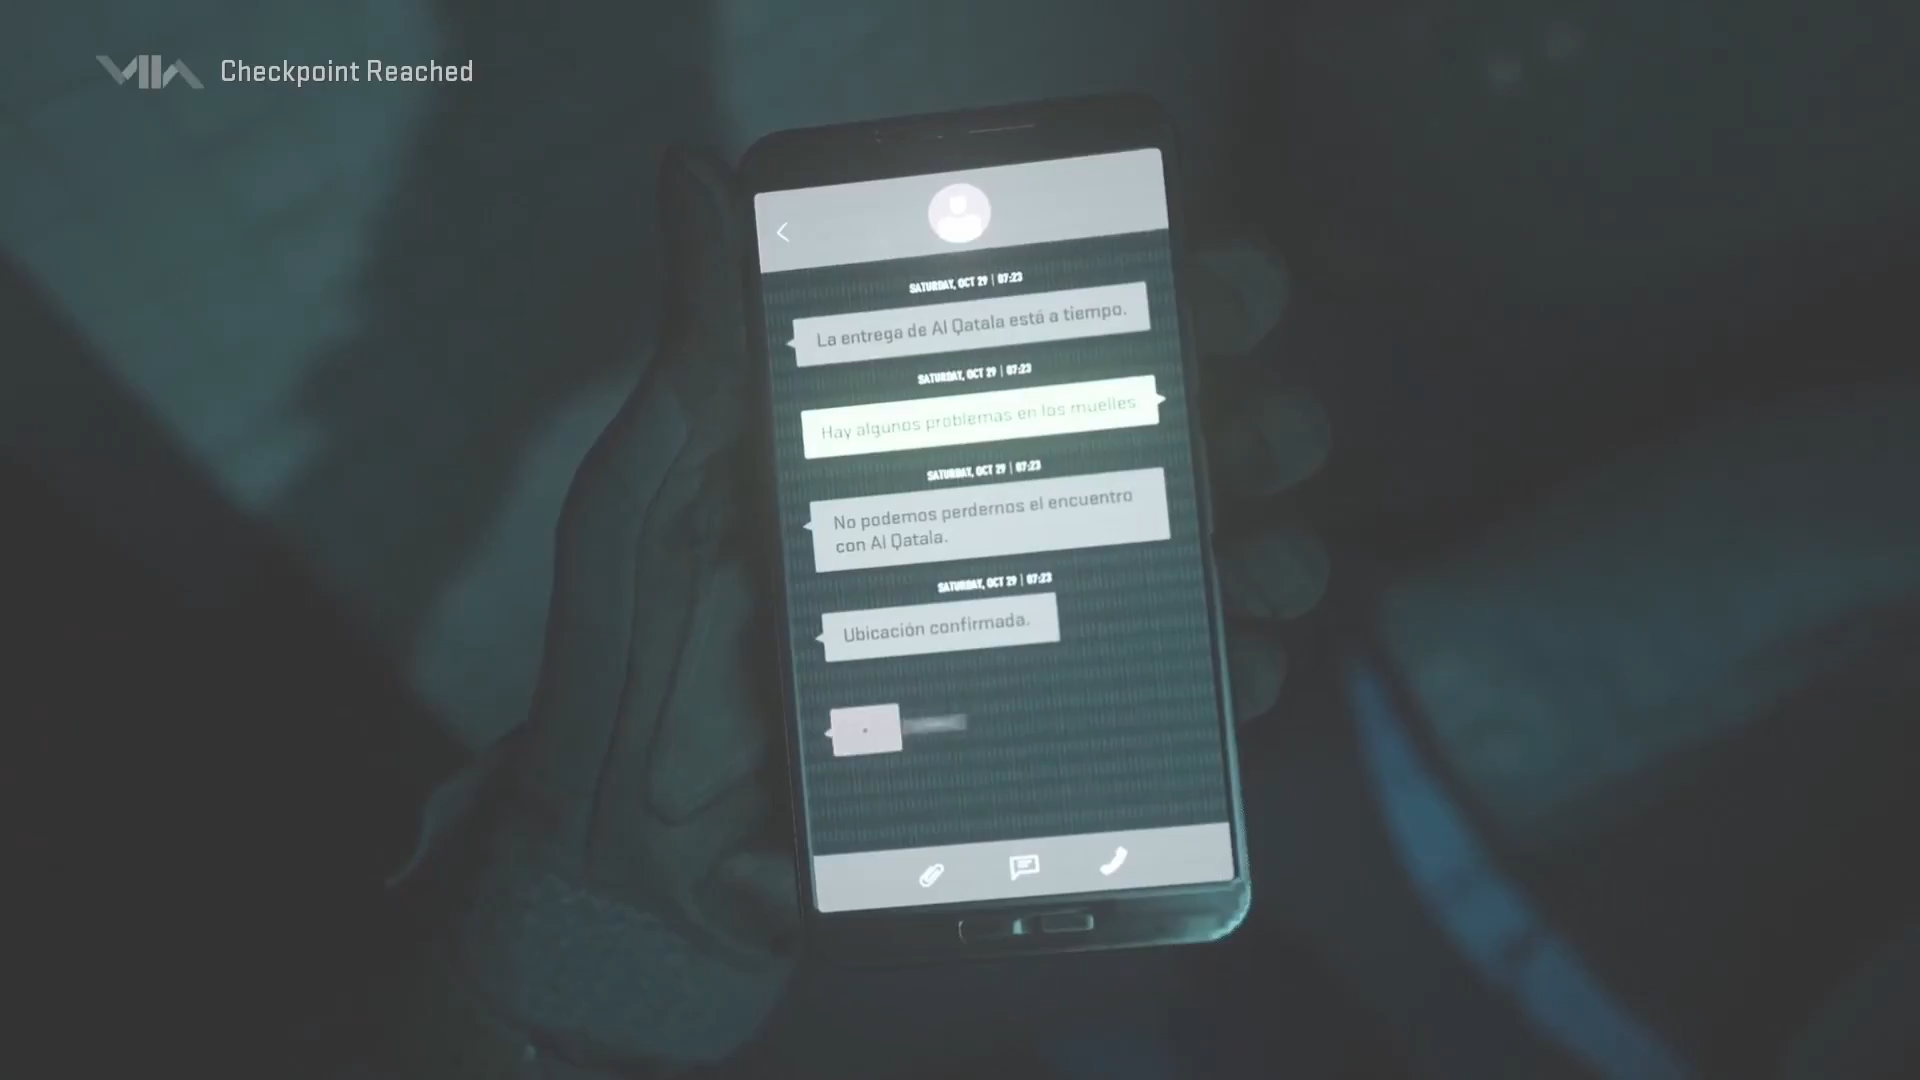 Checkpoint Reached
SATURDAY, OCT 29 | 07:23
La entrega de Al Qatala está a tiempo.
SATURDAY, OCT 29 | 07:23
Hay algunos problemas en los muelles.
SATURDAY, OCT 29 | 07:23
No podemos perdernos el encuentro
con Al Qatala.
SATURDAY, OCT 29 | 07:23
Ubicación confirmada.